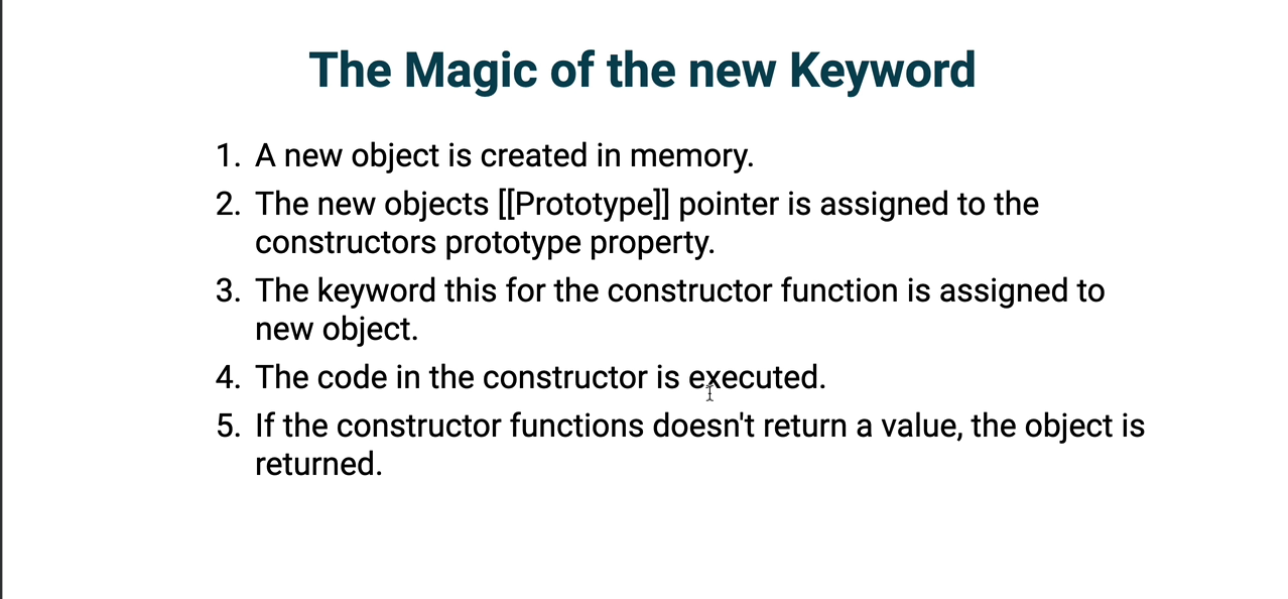 The Magic of the new Keyword
1. A new object is created in memory.
2. The new objects [[Prototype]] pointer is assigned to the
constructors prototype property.
3. The keyword this for the constructor function is assigned to
new object.
4. The code in the constructor is executed.
5. If the constructor functions doesn't return a value, the object is
returned.